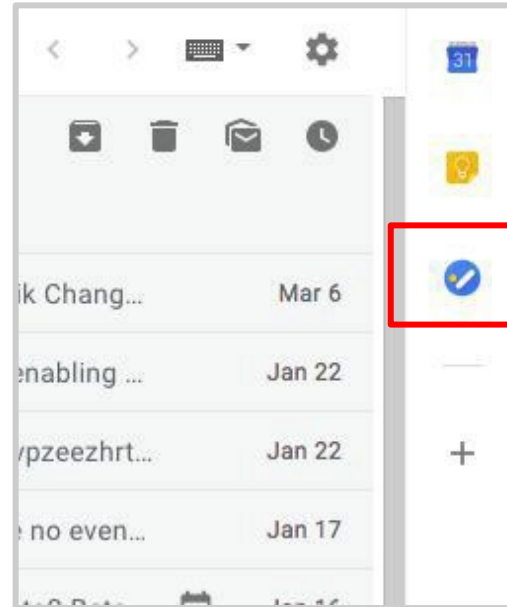 31
ik Chang... Mar 6
enabling ... Jan 22
ypzeezhrt... Jan 22
no even... Jan 17